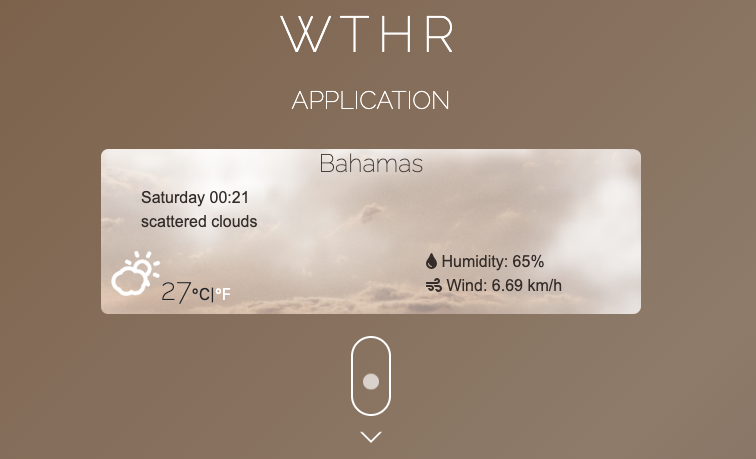 WTHR
APPLICATION
Bahamas
Saturday 00:21
scattered clouds
Humidity: 65%
Wind: 6.69 km/h
27°C|°F